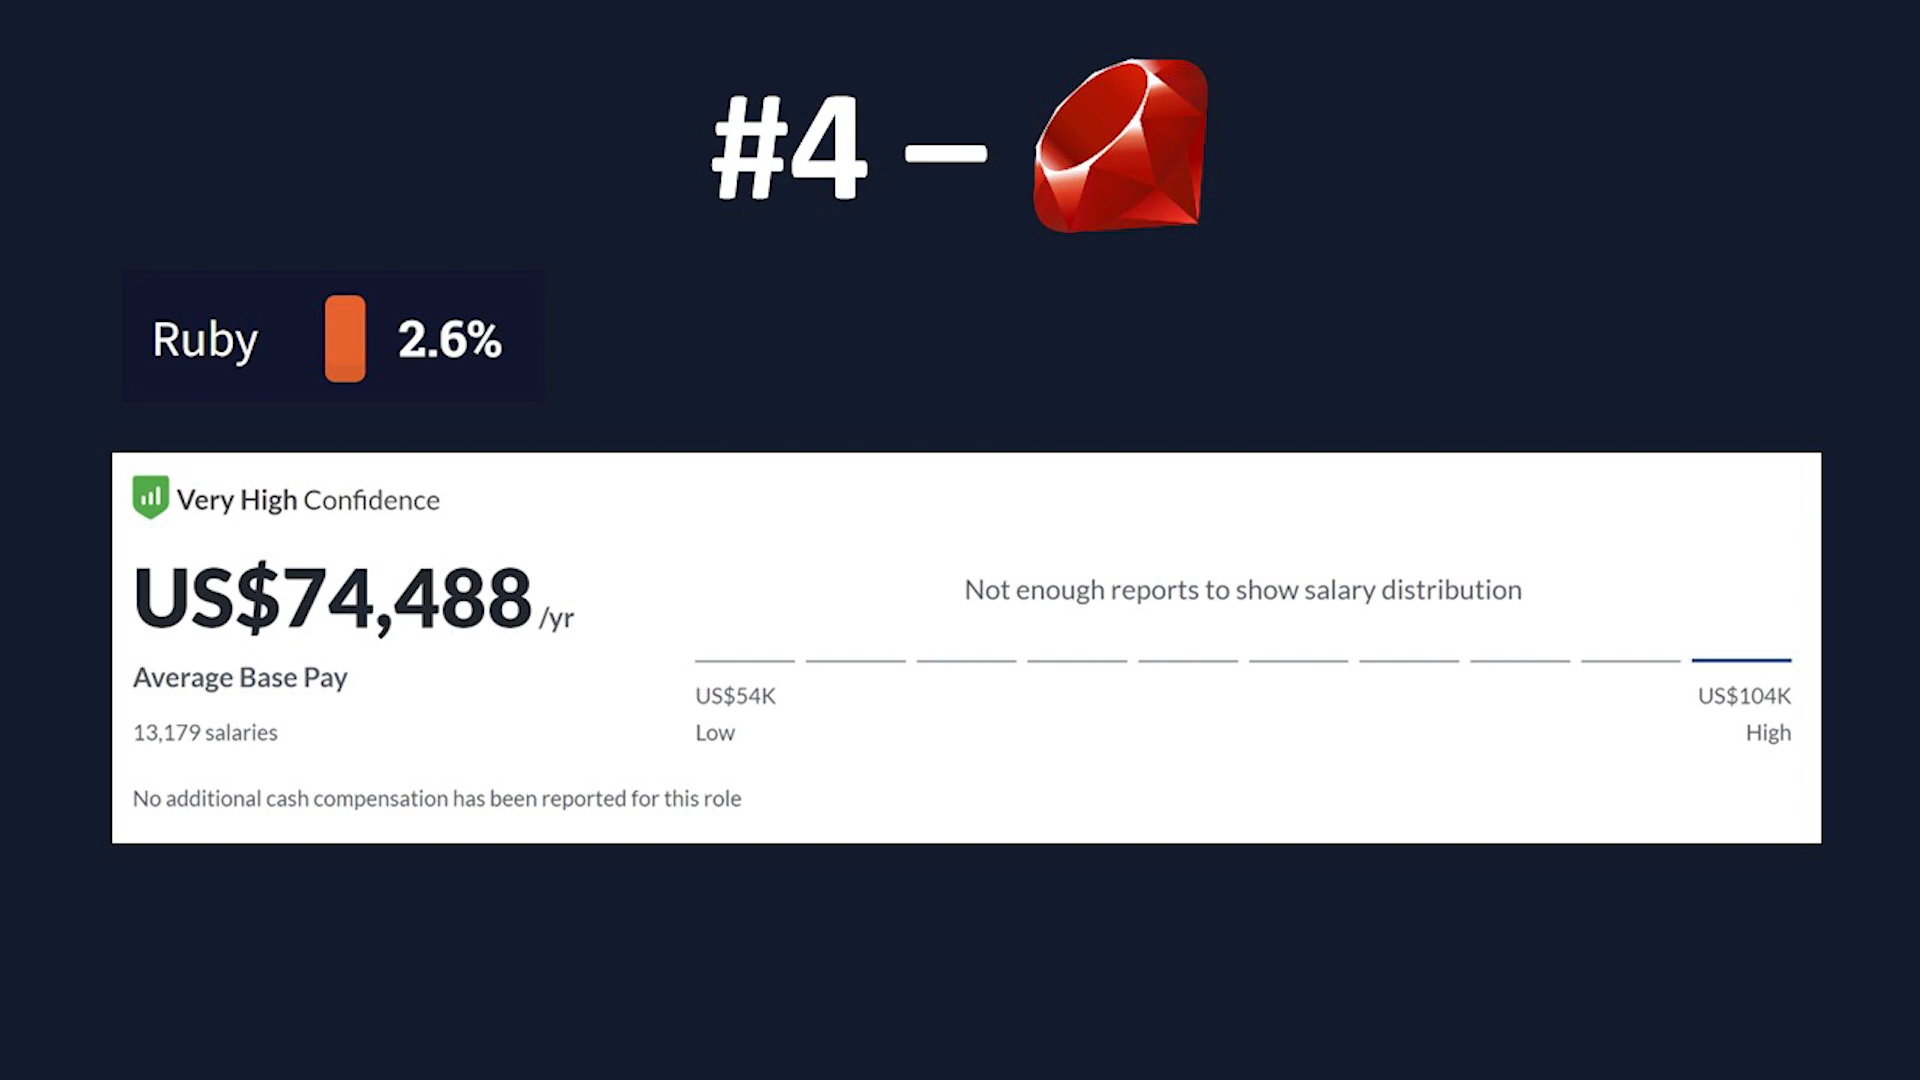 #4 –
Ruby 2.6%
Very High Confidence
US$74,488 /yr
Not enough reports to show salary distribution
Average Base Pay
US$54K US$104K
13,179 salaries
Low High
No additional cash compensation has been reported for this role